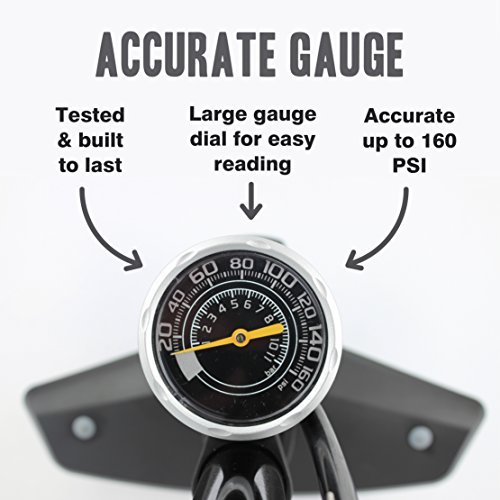 ACCURATE GAUGE
Tested
& built
to last
Large gauge
dial for easy
reading
Accurate
up to 160
PSI
20 40 60 80 100 120 140 160
1 2 3 4 5 6 7 8 10 11
bar
psi